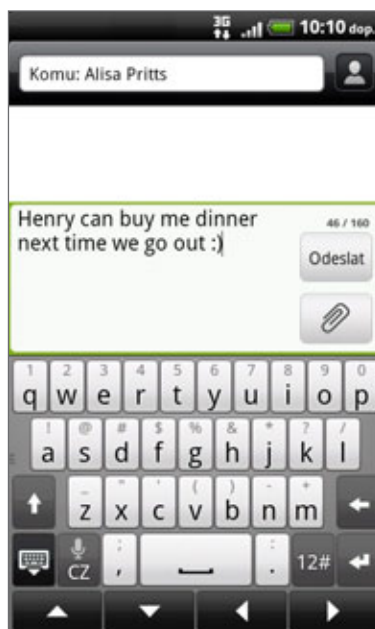 3G 10:10 dop.
Komu: Alisa Pritts
Henry can buy me dinner
next time we go out :)
46 / 160
Odeslat
1 2 3 4 5 6 7 8 9 0
q w e r t y u i o p
! @ # $ % & * ? /
a s d f g h j k l
_ " ' ( ) - +
z x c v b n m
CZ ; , : . 12#